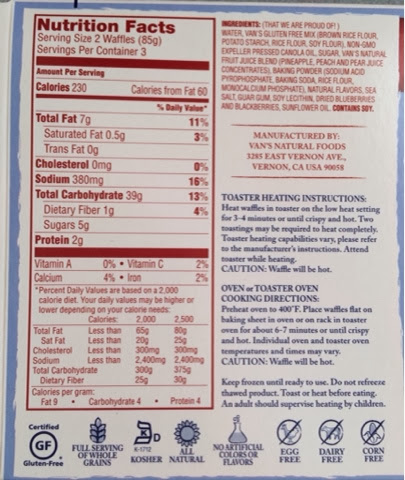 Nutrition Facts
Serving Size 2 Waffles (85g)
Servings Per Container 3
Amount Per Serving
Calories 230 Calories from Fat 60
% Daily Value*
Total Fat 7g 11%
Saturated Fat 0.5g 3%
Trans Fat 0g
Cholesterol 0mg 0%
Sodium 380mg 16%
Total Carbohydrate 39g 13%
Dietary Fiber 1g 4%
Sugars 5g
Protein 2g
Vitamin A 0% • Vitamin C 2%
Calcium 4% • Iron 2%
*Percent Daily Values are based on a 2,000
calorie diet. Your daily values may be higher or
lower depending on your calorie needs:
Calories: 2,000 2,500
Total Fat Less than 65g 80g
Sat Fat Less than 20g 25g
Cholesterol Less than 300mg 300mg
Sodium Less than 2,400mg 2,400mg
Total Carbohydrate 300g 375g
Dietary Fiber 25g 30g
Calories per gram:
Fat 9 • Carbohydrate 4 • Protein 4
INGREDIENTS: (THAT WE ARE PROUD OF! )
WATER, VAN'S GLUTEN FREE MIX (BROWN RICE FLOUR,
POTATO STARCH, RICE FLOUR, SOY FLOUR), NON-GMO
EXPELLER PRESSED CANOLA OIL, SUGAR, VAN'S NATURAL
FRUIT JUICE BLEND (PINEAPPLE, PEACH AND PEAR JUICE
CONCENTRATES), BAKING POWDER (SODIUM ACID
PYROPHOSPHATE, BAKING SODA, RICE FLOUR,
MONOCALCIUM PHOSPHATE), NATURAL FLAVORS, SEA
SALT, GUAR GUM, SOY LECITHIN, DRIED BLUEBERRIES
AND BLACKBERRIES, SUNFLOWER OIL. CONTAINS SOY.
MANUFACTURED BY:
VAN'S NATURAL FOODS
3285 EAST VERNON AVE.,
VERNON, CA USA 90058
TOASTER HEATING INSTRUCTIONS:
Heat waffles in toaster on the low heat setting
for 3-4 minutes or until crispy and hot. Two
toastings may be required to heat completely.
Toaster heating capabilities vary, please refer
to the manufacturer's instructions. Attend
toaster while heating.
CAUTION: Waffle will be hot.
OVEN or TOASTER OVEN
COOKING DIRECTIONS:
Preheat oven to 400°F. Place waffles flat on
baking sheet in oven or on rack in toaster
oven for about 6-7 minutes or until crispy
and hot. Individual oven and toaster oven
temperatures and times may vary.
CAUTION: Waffle will be hot.
Keep frozen until ready to use. Do not refreeze
thawed product. Toast or heat before eating.
An adult should supervise heating by children.
Certified
GF
Gluten-Free
FULL SERVING
OF WHOLE
GRAINS
D
K-1712
KOSHER
ALL
NATURAL
NO ARTIFICIAL
COLORS OR
FLAVORS
EGG
FREE
DAIRY
FREE
CORN
FREE